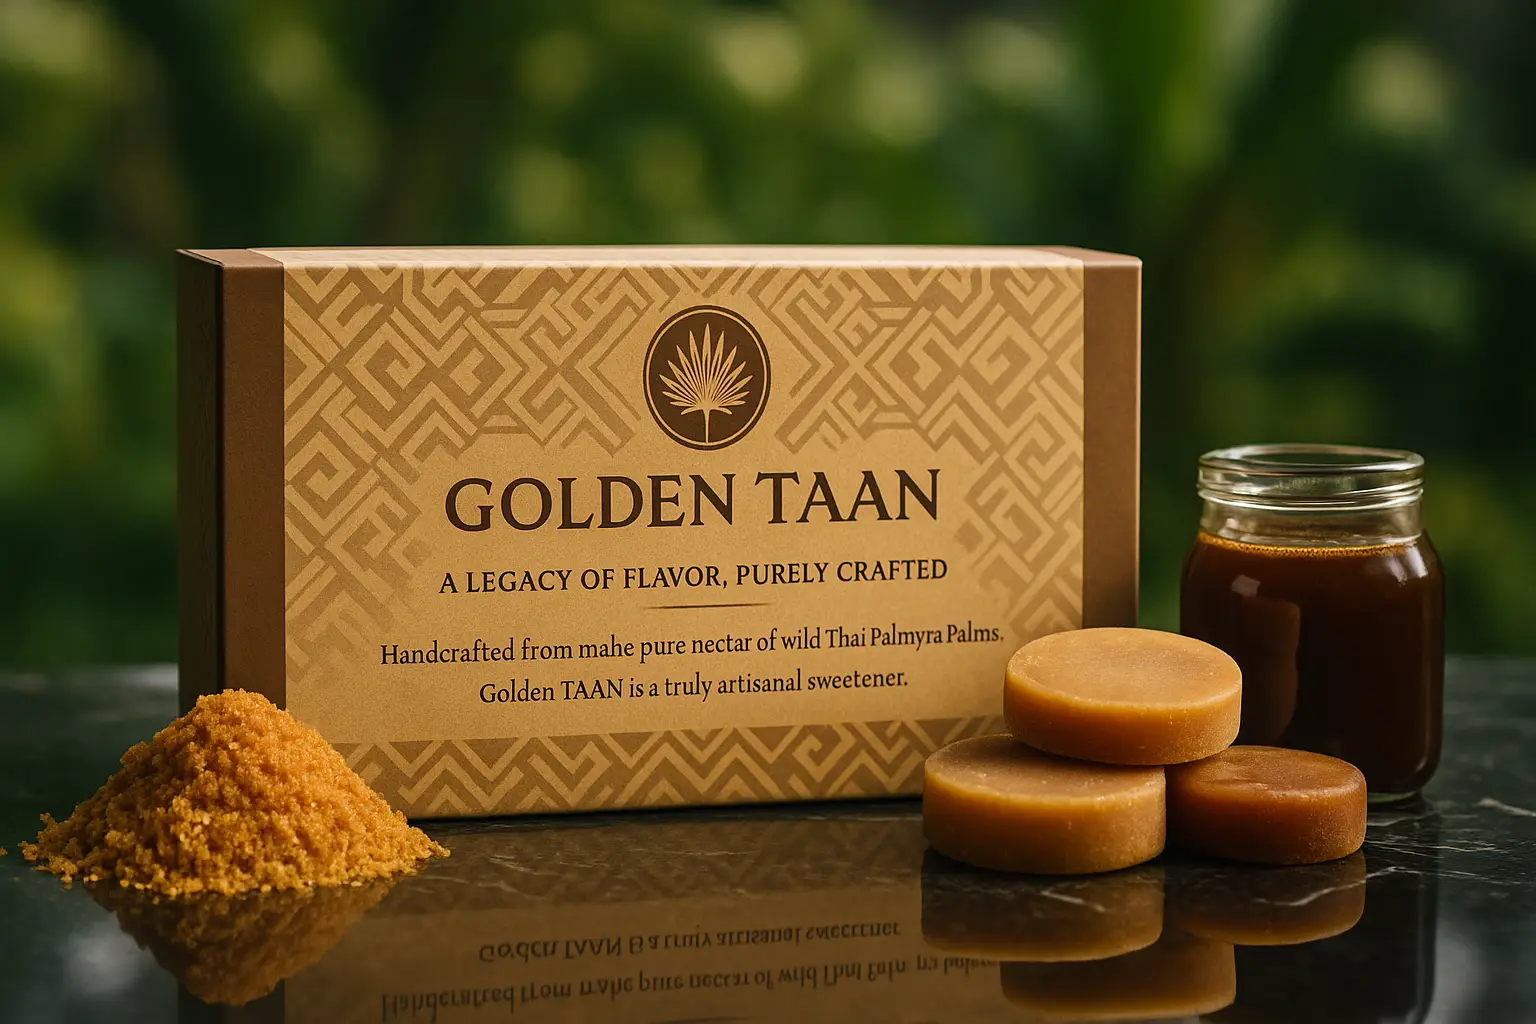 GOLDEN TAAN
A LEGACY OF FLAVOR, PURELY CRAFTED
Handcrafted from mahe pure nectar of wild Thai Palmyra Palms.
Golden TAAN is a truly artisanal sweetener.